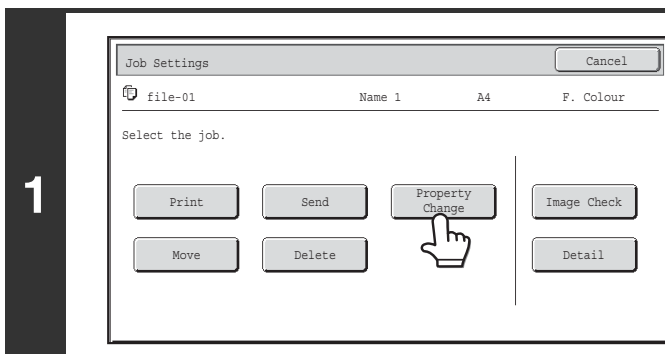 1
Job Settings
Cancel
file-01 Name 1 A4 F. Colour
Select the job.
Print Send Property
Change Image Check
Move Delete Detail